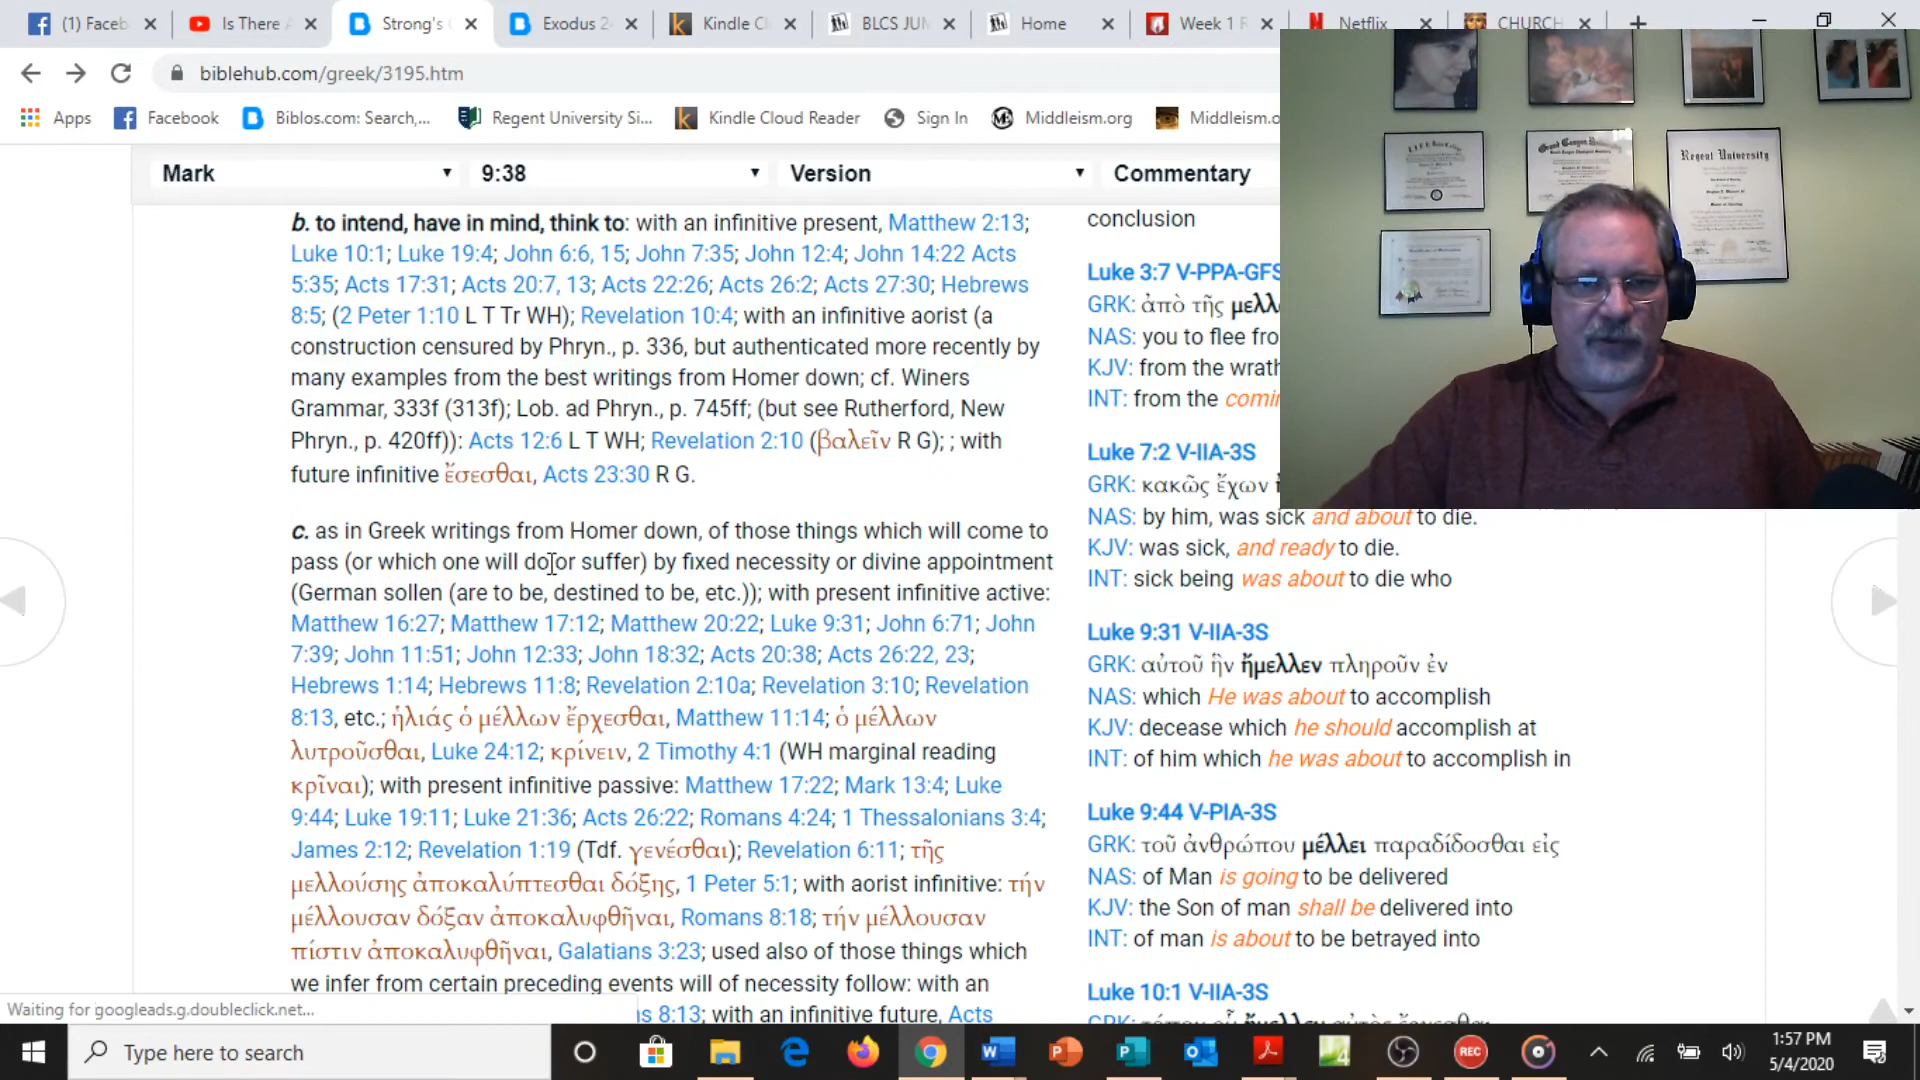 (1) Faceb
Is There
Strong's
Exodus 2
Kindle C
BLCS JUN
Home
Week 1 R
Netflix
CHURCH
biblehub.com/greek/3195.htm
Apps
Facebook
Biblos.com: Search,...
Regent University Si...
Kindle Cloud Reader
Sign In
Middleism.org
Middleism.o
Mark
9:38
Version
Commentary
b. to intend, have in mind, think to: with an infinitive present, Matthew 2:13;
Luke 10:1; Luke 19:4; John 6:6, 15; John 7:35; John 12:4; John 14:22 Acts
5:35; Acts 17:31; Acts 20:7, 13; Acts 22:26; Acts 26:2; Acts 27:30; Hebrews
8:5; (2 Peter 1:10 L T Tr WH); Revelation 10:4; with an infinitive aorist (a
construction censured by Phryn., p. 336, but authenticated more recently by
many examples from the best writings from Homer down; cf. Winers
Grammar, 333f (313f); Lob. ad Phryn., p. 745ff; (but see Rutherford, New
Phryn., p. 420ff)): Acts 12:6 L T WH; Revelation 2:10 (βαλεῖν R G); ; with
future infinitive ἔσεσθαι, Acts 23:30 R G.
c. as in Greek writings from Homer down, of those things which will come to
pass (or which one will do or suffer) by fixed necessity or divine appointment
(German sollen (are to be, destined to be, etc.)); with present infinitive active:
Matthew 16:27; Matthew 17:12; Matthew 20:22; Luke 9:31; John 6:71; John
7:39; John 11:51; John 12:33; John 18:32; Acts 20:38; Acts 26:22, 23;
Hebrews 1:14; Hebrews 11:8; Revelation 2:10a; Revelation 3:10; Revelation
8:13, etc.; ἡλιάς ὁ μέλλων ἔρχεσθαι, Matthew 11:14; ὁ μέλλων
λυτροῦσθαι, Luke 24:12; κρίνειν, 2 Timothy 4:1 (WH marginal reading
κρῖναι); with present infinitive passive: Matthew 17:22; Mark 13:4; Luke
9:44; Luke 19:11; Luke 21:36; Acts 26:22; Romans 4:24; 1 Thessalonians 3:4;
James 2:12; Revelation 1:19 (Tdf. γενέσθαι); Revelation 6:11; τῆς
μελλούσης ἀποκαλύπτεσθαι δόξης, 1 Peter 5:1; with aorist infinitive: τήν
μέλλουσαν δόξαν ἀποκαλυφθῆναι, Romans 8:18; τήν μέλλουσαν
πίστιν ἀποκαλυφθῆναι, Galatians 3:23; used also of those things which
we infer from certain preceding events will of necessity follow: with an
s 8:13; with an infinitive future, Acts
conclusion
Luke 3:7 V-PPA-GFS
GRK: ἀπὸ τῆς μελλο
NAS: you to flee fro
KJV: from the wrath
INT: from the comin
Luke 7:2 V-IIA-3S
GRK: κακῶς ἔχων
NAS: by him, was sick and about to die.
KJV: was sick, and ready to die.
INT: sick being was about to die who
Luke 9:31 V-IIA-3S
GRK: αὐτοῦ ἣν ἤμελλεν πληροῦν ἐν
NAS: which He was about to accomplish
KJV: decease which he should accomplish at
INT: of him which he was about to accomplish in
Luke 9:44 V-PIA-3S
GRK: τοῦ ἀνθρώπου μέλλει παραδίδοσθαι εἰς
NAS: of Man is going to be delivered
KJV: the Son of man shall be delivered into
INT: of man is about to be betrayed into
Luke 10:1 V-IIA-3S
Regent University
Waiting for googleads.g.doubleclick.net...
Type here to search
REC
1:57 PM
5/4/2020